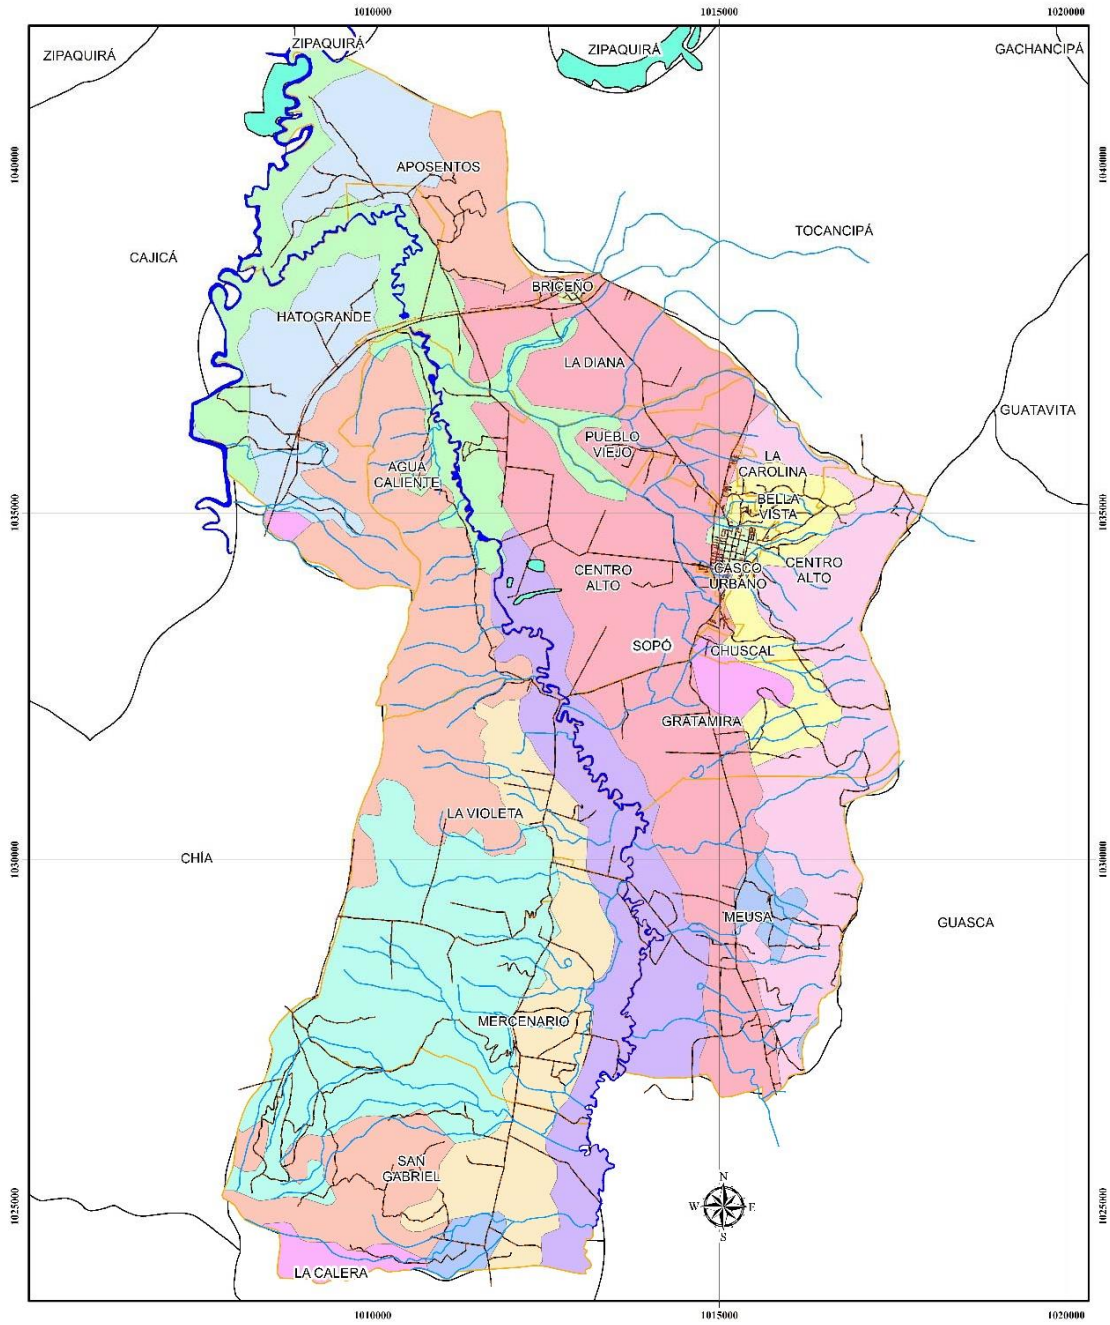 1010000
1015000
1020000
ZIPAQUIRÁ
ZIPAQUIRÁ
ZIPAQUIRÁ
GACHANCIPÁ
1040000
1040000
APOSENTOS
TOCANCIPÁ
CAJICÁ
BRICEÑO
HATOGRANDE
LA DIANA
GUATAVITA
PUEBLO
VIEJO
LA
CAROLINA
AGUA
CALIENTE
BELLA
VISTA
1035000
1035000
CENTRO
ALTO
CASCO
URBANO
CENTRO
ALTO
SOPÓ
CHUSCAL
GRATAMIRA
LA VIOLETA
CHÍA
1030000
1030000
MEUSA
GUASCA
MERCENARIO
SAN
GABRIEL
N
W
E
S
1025000
1025000
LA CALERA
1010000
1015000
1020000